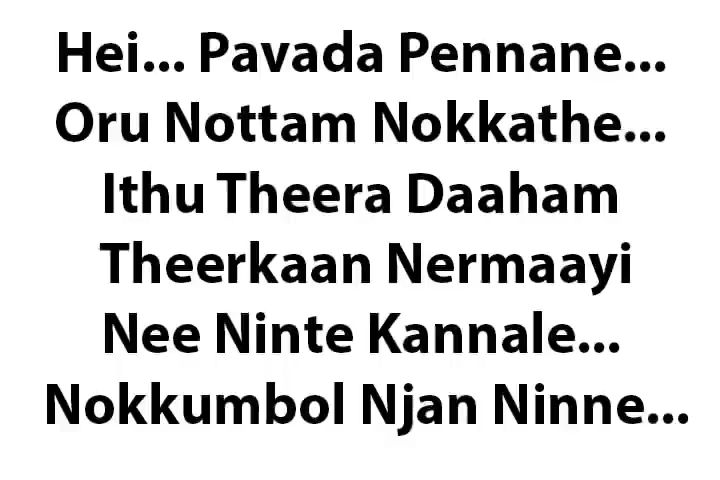 Hei... Pavada Pennane...
Oru Nottam Nokkathe...
Ithu Theera Daaham
Theerkaan Nermaayi
Nee Ninte Kannale...
Nokkumbol Njan Ninne...